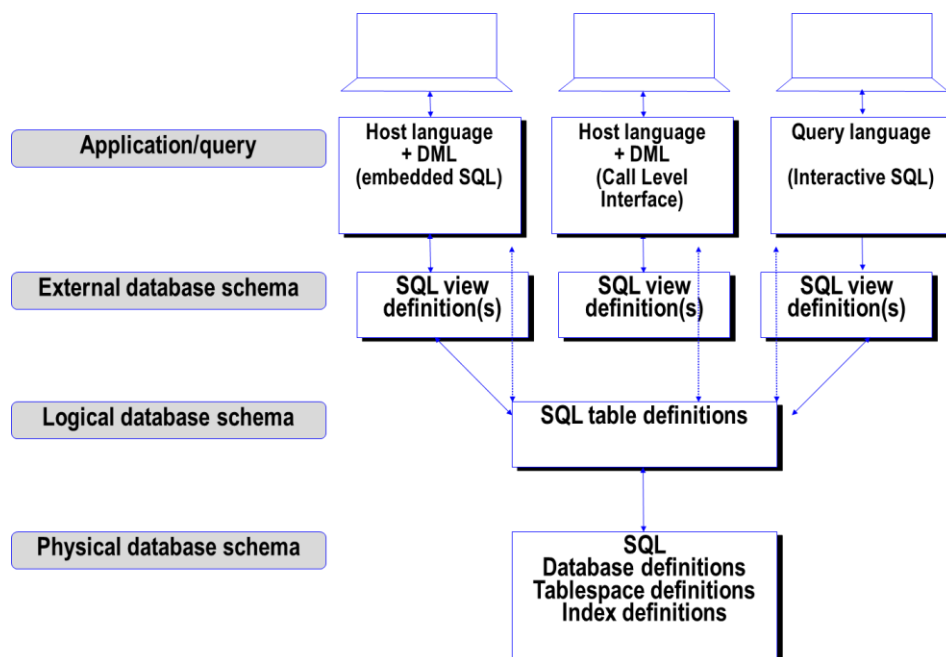 Application/query
Host language
+ DML
(embedded SQL)
Host language
+ DML
(Call Level
Interface)
Query language
(Interactive SQL)
External database schema
SQL view
definition(s)
SQL view
definition(s)
SQL view
definition(s)
Logical database schema
SQL table definitions
Physical database schema
SQL
Database definitions
Tablespace definitions
Index definitions